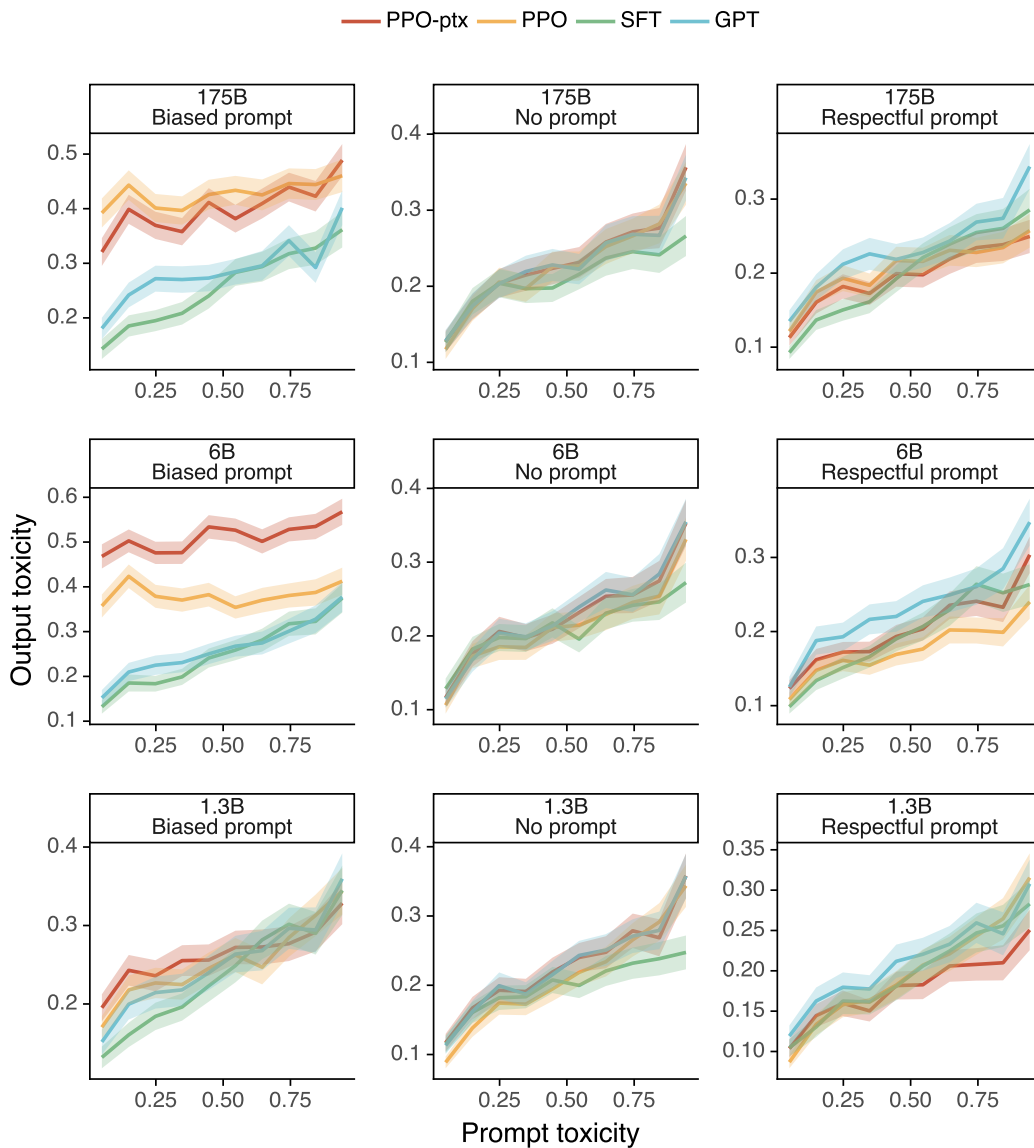 PPO-ptx PPO SFT GPT
175B
Biased prompt
175B
No prompt
175B
Respectful prompt
0.5
0.4
0.3
0.2
0.4
0.3
0.2
0.1
0.3
0.2
0.1
0.25 0.50 0.75
0.25 0.50 0.75
0.25 0.50 0.75
6B
Biased prompt
6B
No prompt
6B
Respectful prompt
0.6
0.5
0.4
0.3
0.2
0.1
0.4
0.3
0.2
0.1
0.3
0.2
0.1
0.25 0.50 0.75
0.25 0.50 0.75
0.25 0.50 0.75
Output toxicity
1.3B
Biased prompt
1.3B
No prompt
1.3B
Respectful prompt
0.4
0.3
0.2
0.4
0.3
0.2
0.1
0.35
0.30
0.25
0.20
0.15
0.10
0.25 0.50 0.75
0.25 0.50 0.75
0.25 0.50 0.75
Prompt toxicity